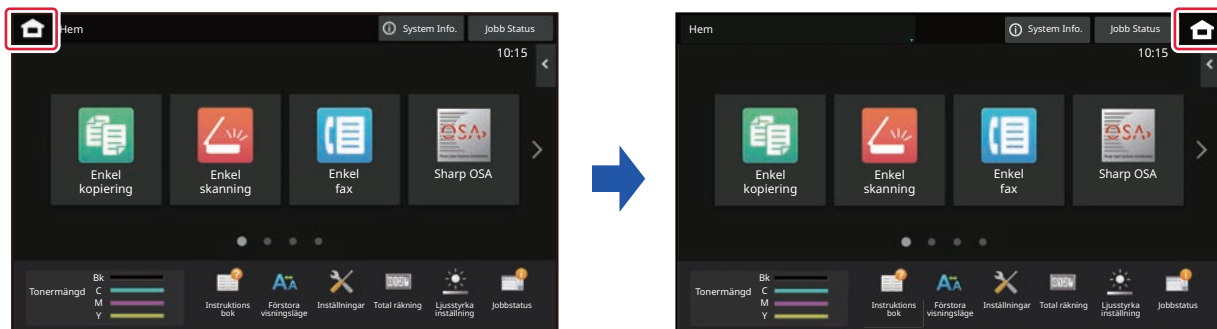 Hem
System Info.
Jobb Status
10:15
Enkel
kopiering
Enkel
skanning
Enkel
fax
OSA
Sharp OSA
Tonermängd
Bk
C
M
Y
Instruktions
bok
Förstora
visningsläge
Inställningar
Total räkning
Ljusstyrka
inställning
Jobbstatus
Hem
System Info.
Jobb Status
10:15
Enkel
kopiering
Enkel
skanning
Enkel
fax
OSA
Sharp OSA
Tonermängd
Bk
C
M
Y
Instruktions
bok
Förstora
visningsläge
Inställningar
Total räkning
Ljusstyrka
inställning
Jobbstatus